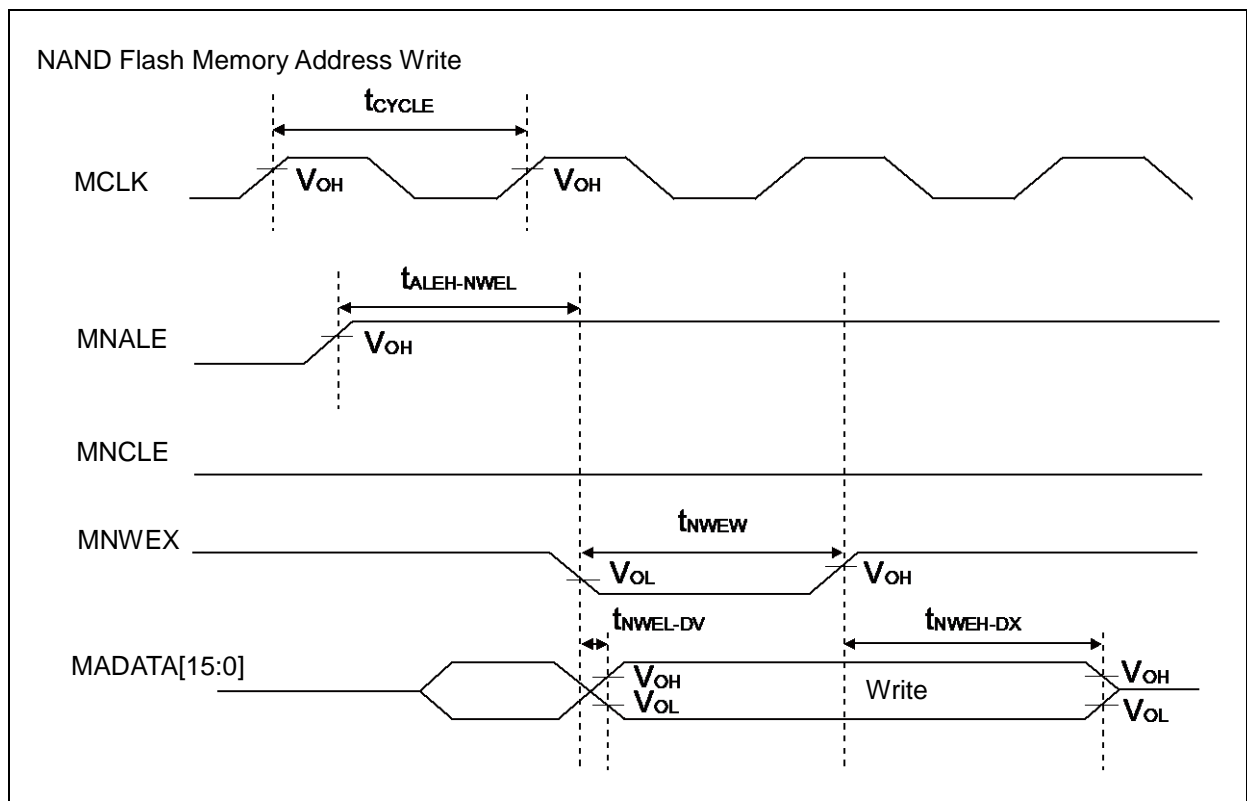 NAND Flash Memory Address Write
tCYCLE
MCLK
VOH
VOH
tALEH-NWEL
MNALE
VOH
MNCLE
tNWEW
MNWEX
VOL
VOH
tNWEL-DV
tNWEH-DX
MADATA[15:0]
VOH
Write
VOH
VOL
VOL